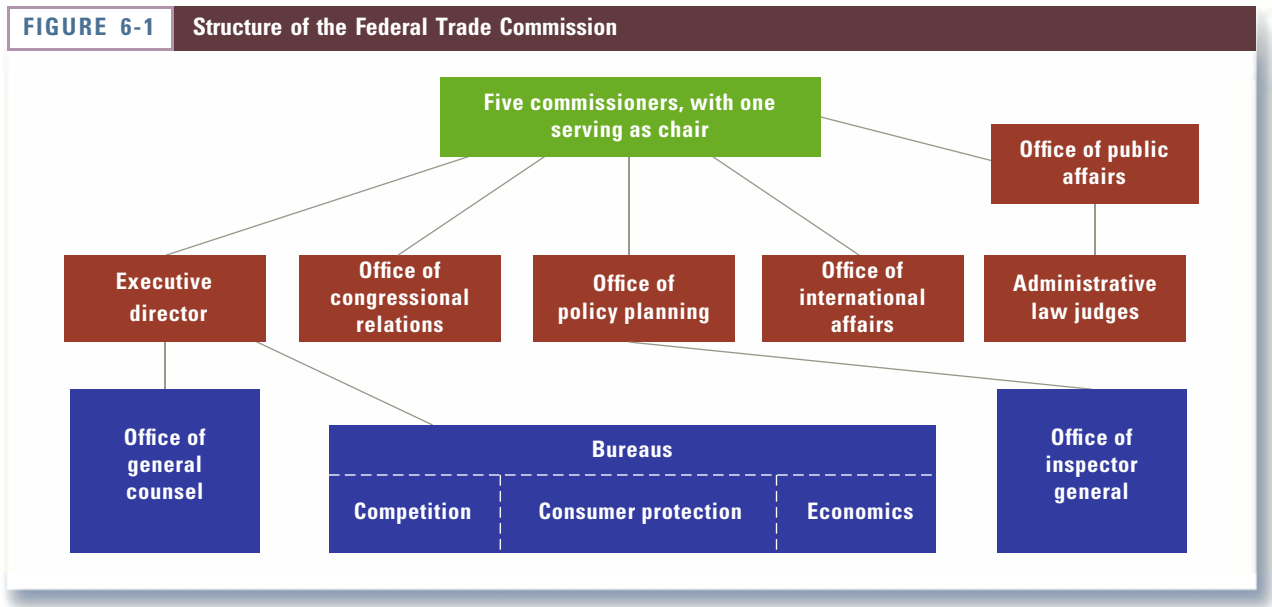 FIGURE 6-1
Structure of the Federal Trade Commission
Five commissioners, with one
serving as chair
Office of public
affairs
Executive
director
Office of
congressional
relations
Office of
policy planning
Office of
international
affairs
Administrative
law judges
Office of
general
counsel
Bureaus
Competition
Consumer protection
Economics
Office of
inspector
general